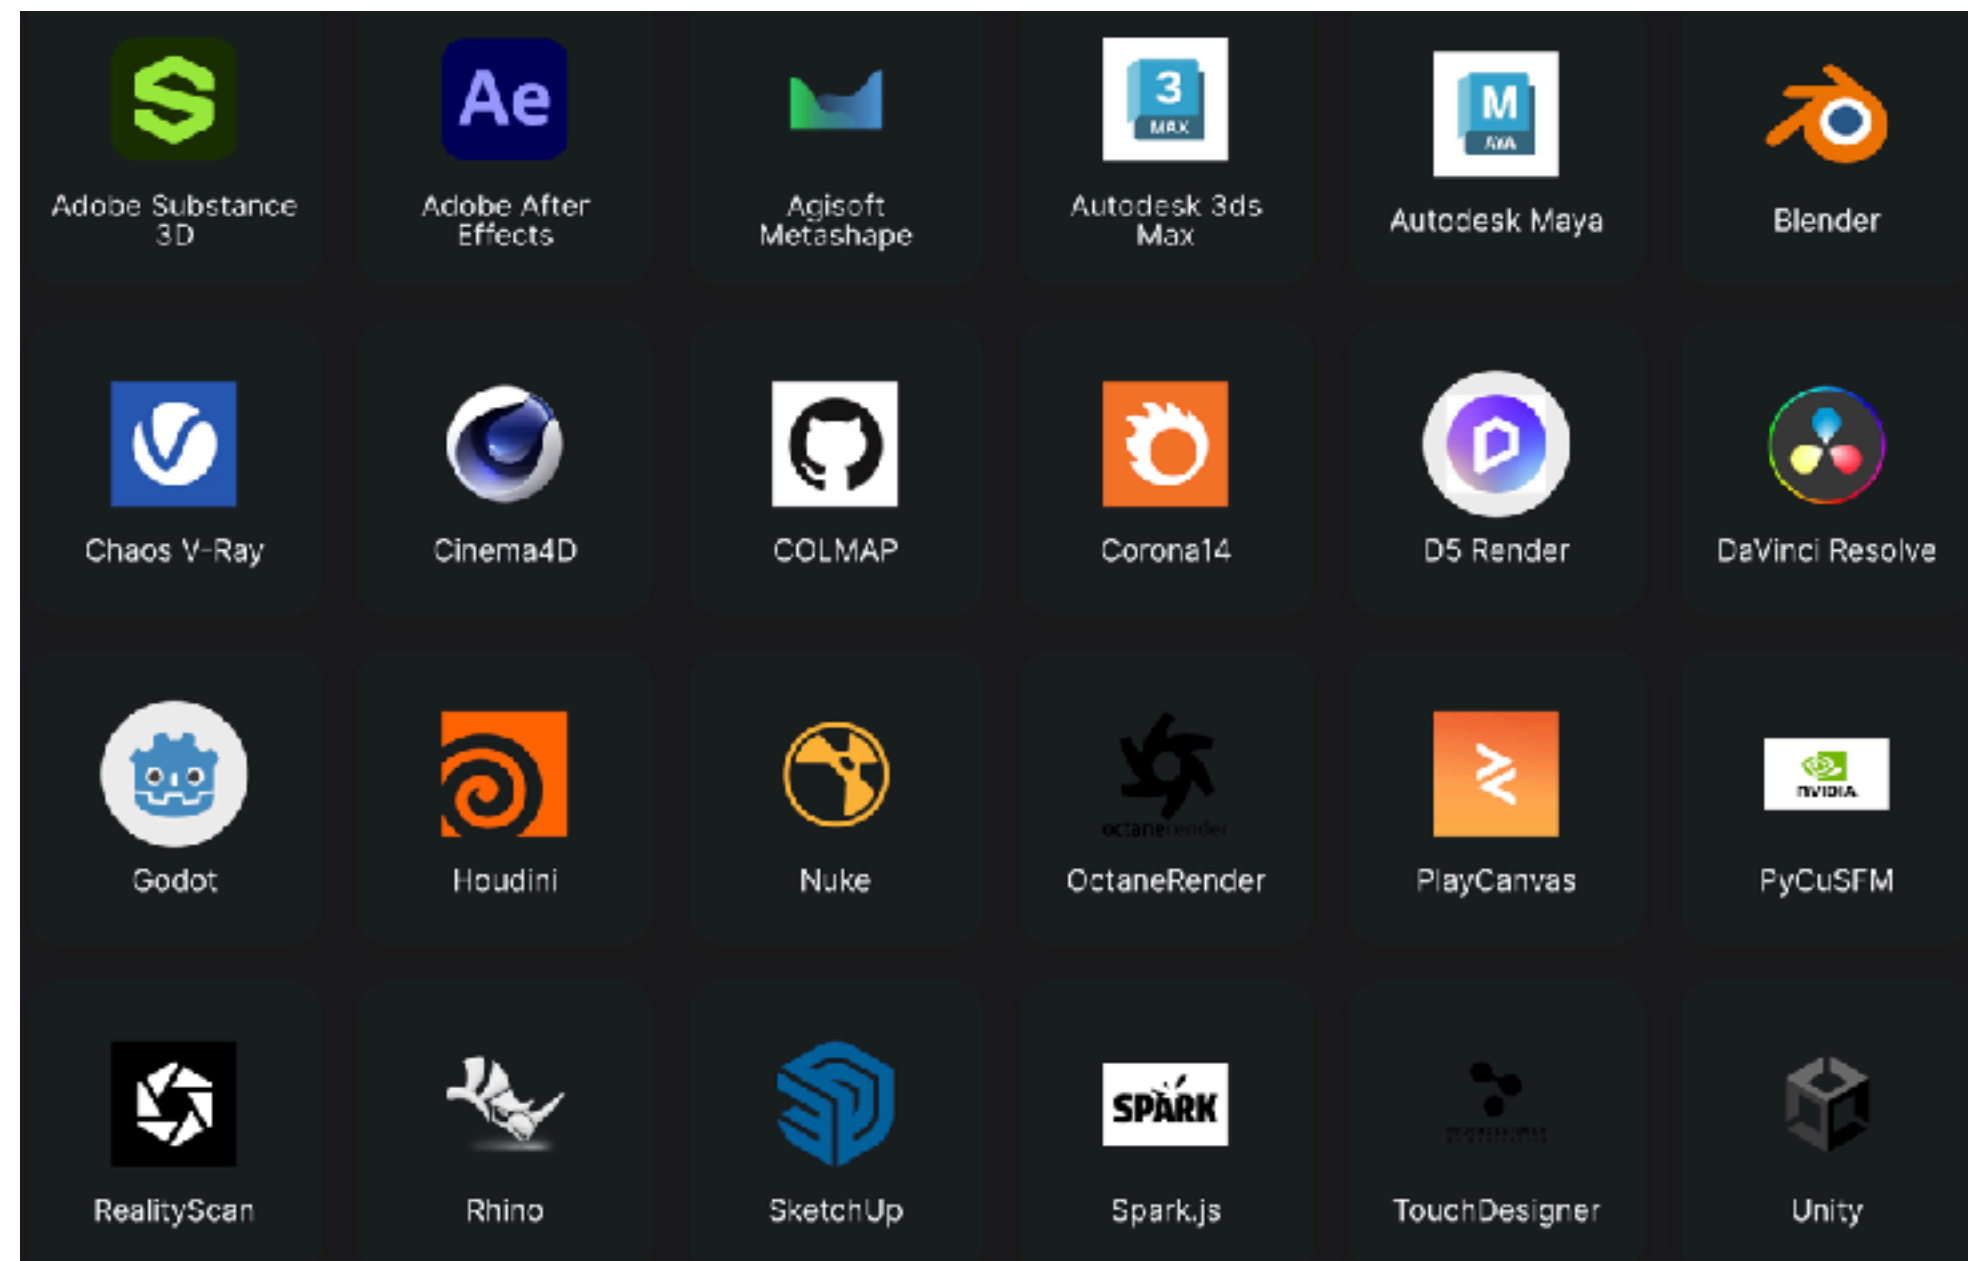 Ae
3
MAX
M
AYA
Adobe Substance
3D
Adobe After
Effects
Agisoft
Metashape
Autodesk 3ds
Max
Autodesk Maya
Blender
Chaos V-Ray
Cinema4D
COLMAP
Corona14
D5 Render
DaVinci Resolve
octanerender
NVIDIA.
Godot
Houdini
Nuke
OctaneRender
PlayCanvas
PyCuSFM
SPARK
RealityScan
Rhino
SketchUp
Spark.js
TouchDesigner
Unity